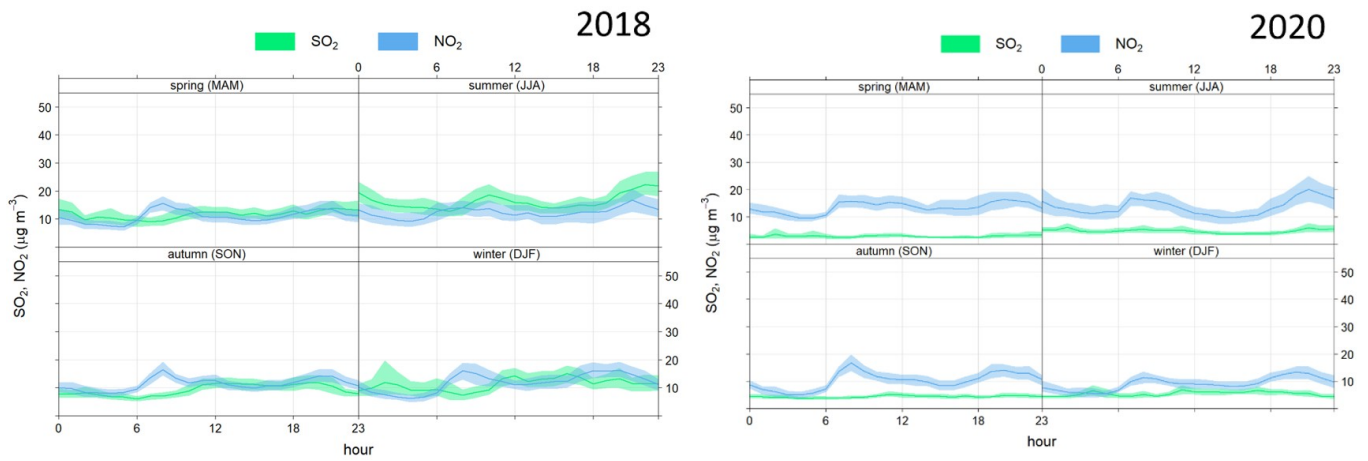 2018
SO₂ NO₂
0 6 12 18 23
spring (MAM) summer (JJA)
50
40
30
20
10
autumn (SON) winter (DJF)
50
40
30
20
10
SO₂, NO₂ (µg m⁻³)
0 6 12 18 23
hour
2020
SO₂ NO₂
0 6 12 18 23
spring (MAM) summer (JJA)
50
40
30
20
10
autumn (SON) winter (DJF)
50
40
30
20
10
SO₂, NO₂ (µg m⁻³)
0 6 12 18 23
hour